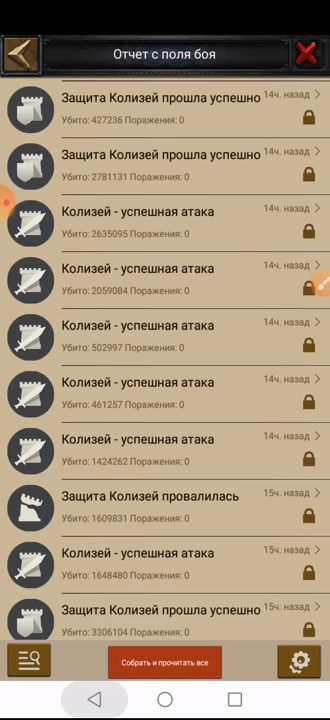 Отчет с поля боя
Защита Колизей прошла успешно 14ч. назад
Убито: 427236 Поражения: 0
Защита Колизей прошла успешно 14ч. назад
Убито: 2781131 Поражения: 0
Колизей - успешная атака 14ч. назад
Убито: 2635095 Поражения: 0
Колизей - успешная атака 14ч. назад
Убито: 2059084 Поражения: 0
Колизей - успешная атака 14ч. назад
Убито: 502997 Поражения: 0
Колизей - успешная атака 14ч. назад
Убито: 461257 Поражения: 0
Колизей - успешная атака 14ч. назад
Убито: 1424262 Поражения: 0
Защита Колизей провалилась 15ч. назад
Убито: 1609831 Поражения: 0
Колизей - успешная атака 15ч. назад
Убито: 1648480 Поражения: 0
Защита Колизей прошла успешно 15ч. назад
Убито: 3306104 Поражения: 0
Собрать и прочитать все